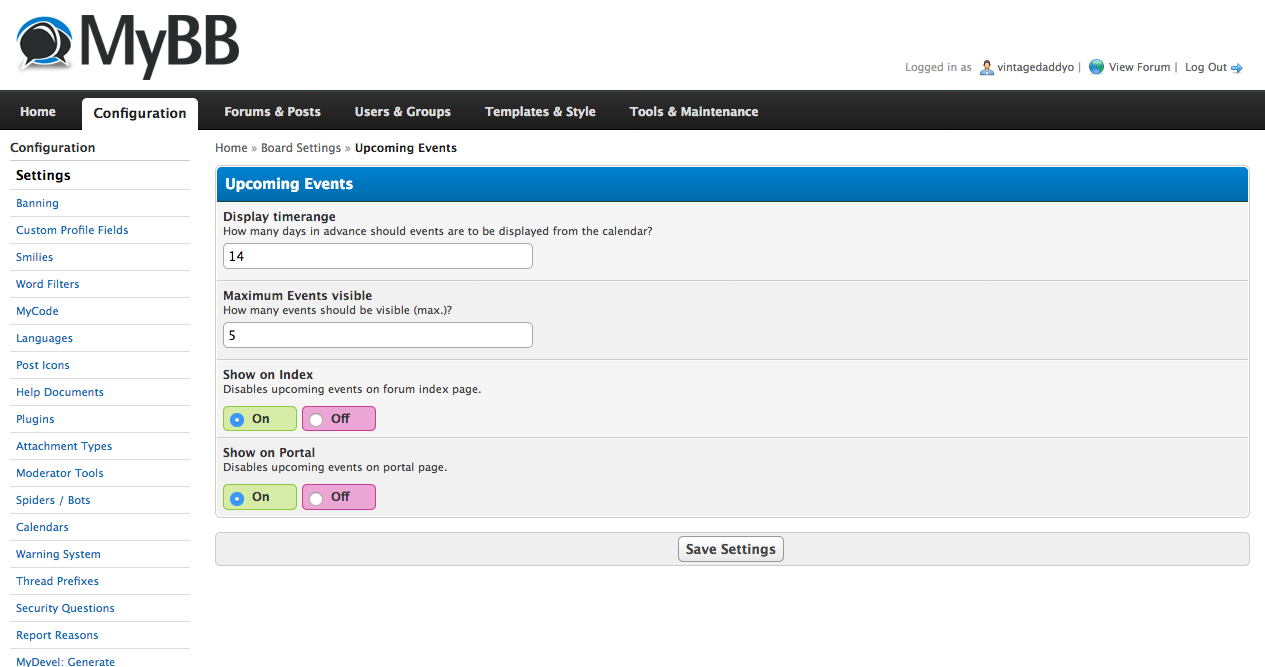 MyBB
Logged in as vintagedaddyo | View Forum | Log Out
Home Configuration Forums & Posts Users & Groups Templates & Style Tools & Maintenance
Configuration
Settings
Banning
Custom Profile Fields
Smilies
Word Filters
MyCode
Languages
Post Icons
Help Documents
Plugins
Attachment Types
Moderator Tools
Spiders / Bots
Calendars
Warning System
Thread Prefixes
Security Questions
Report Reasons
MyDevel: Generate
Home » Board Settings » Upcoming Events
Upcoming Events
Display timerange
How many days in advance should events are to be displayed from the calendar?
14
Maximum Events visible
How many events should be visible (max.)?
5
Show on Index
Disables upcoming events on forum index page.
On Off
Show on Portal
Disables upcoming events on portal page.
On Off
Save Settings